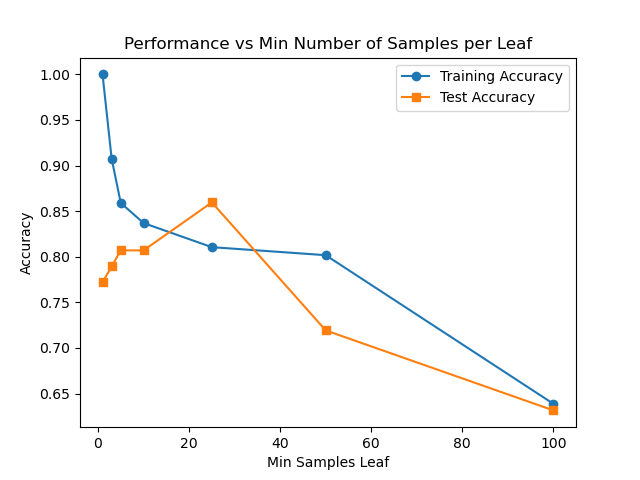 Performance vs Min Number of Samples per Leaf
Training Accuracy
Test Accuracy
1.00
0.95
0.90
0.85
0.80
0.75
0.70
0.65
Accuracy
0 20 40 60 80 100
Min Samples Leaf